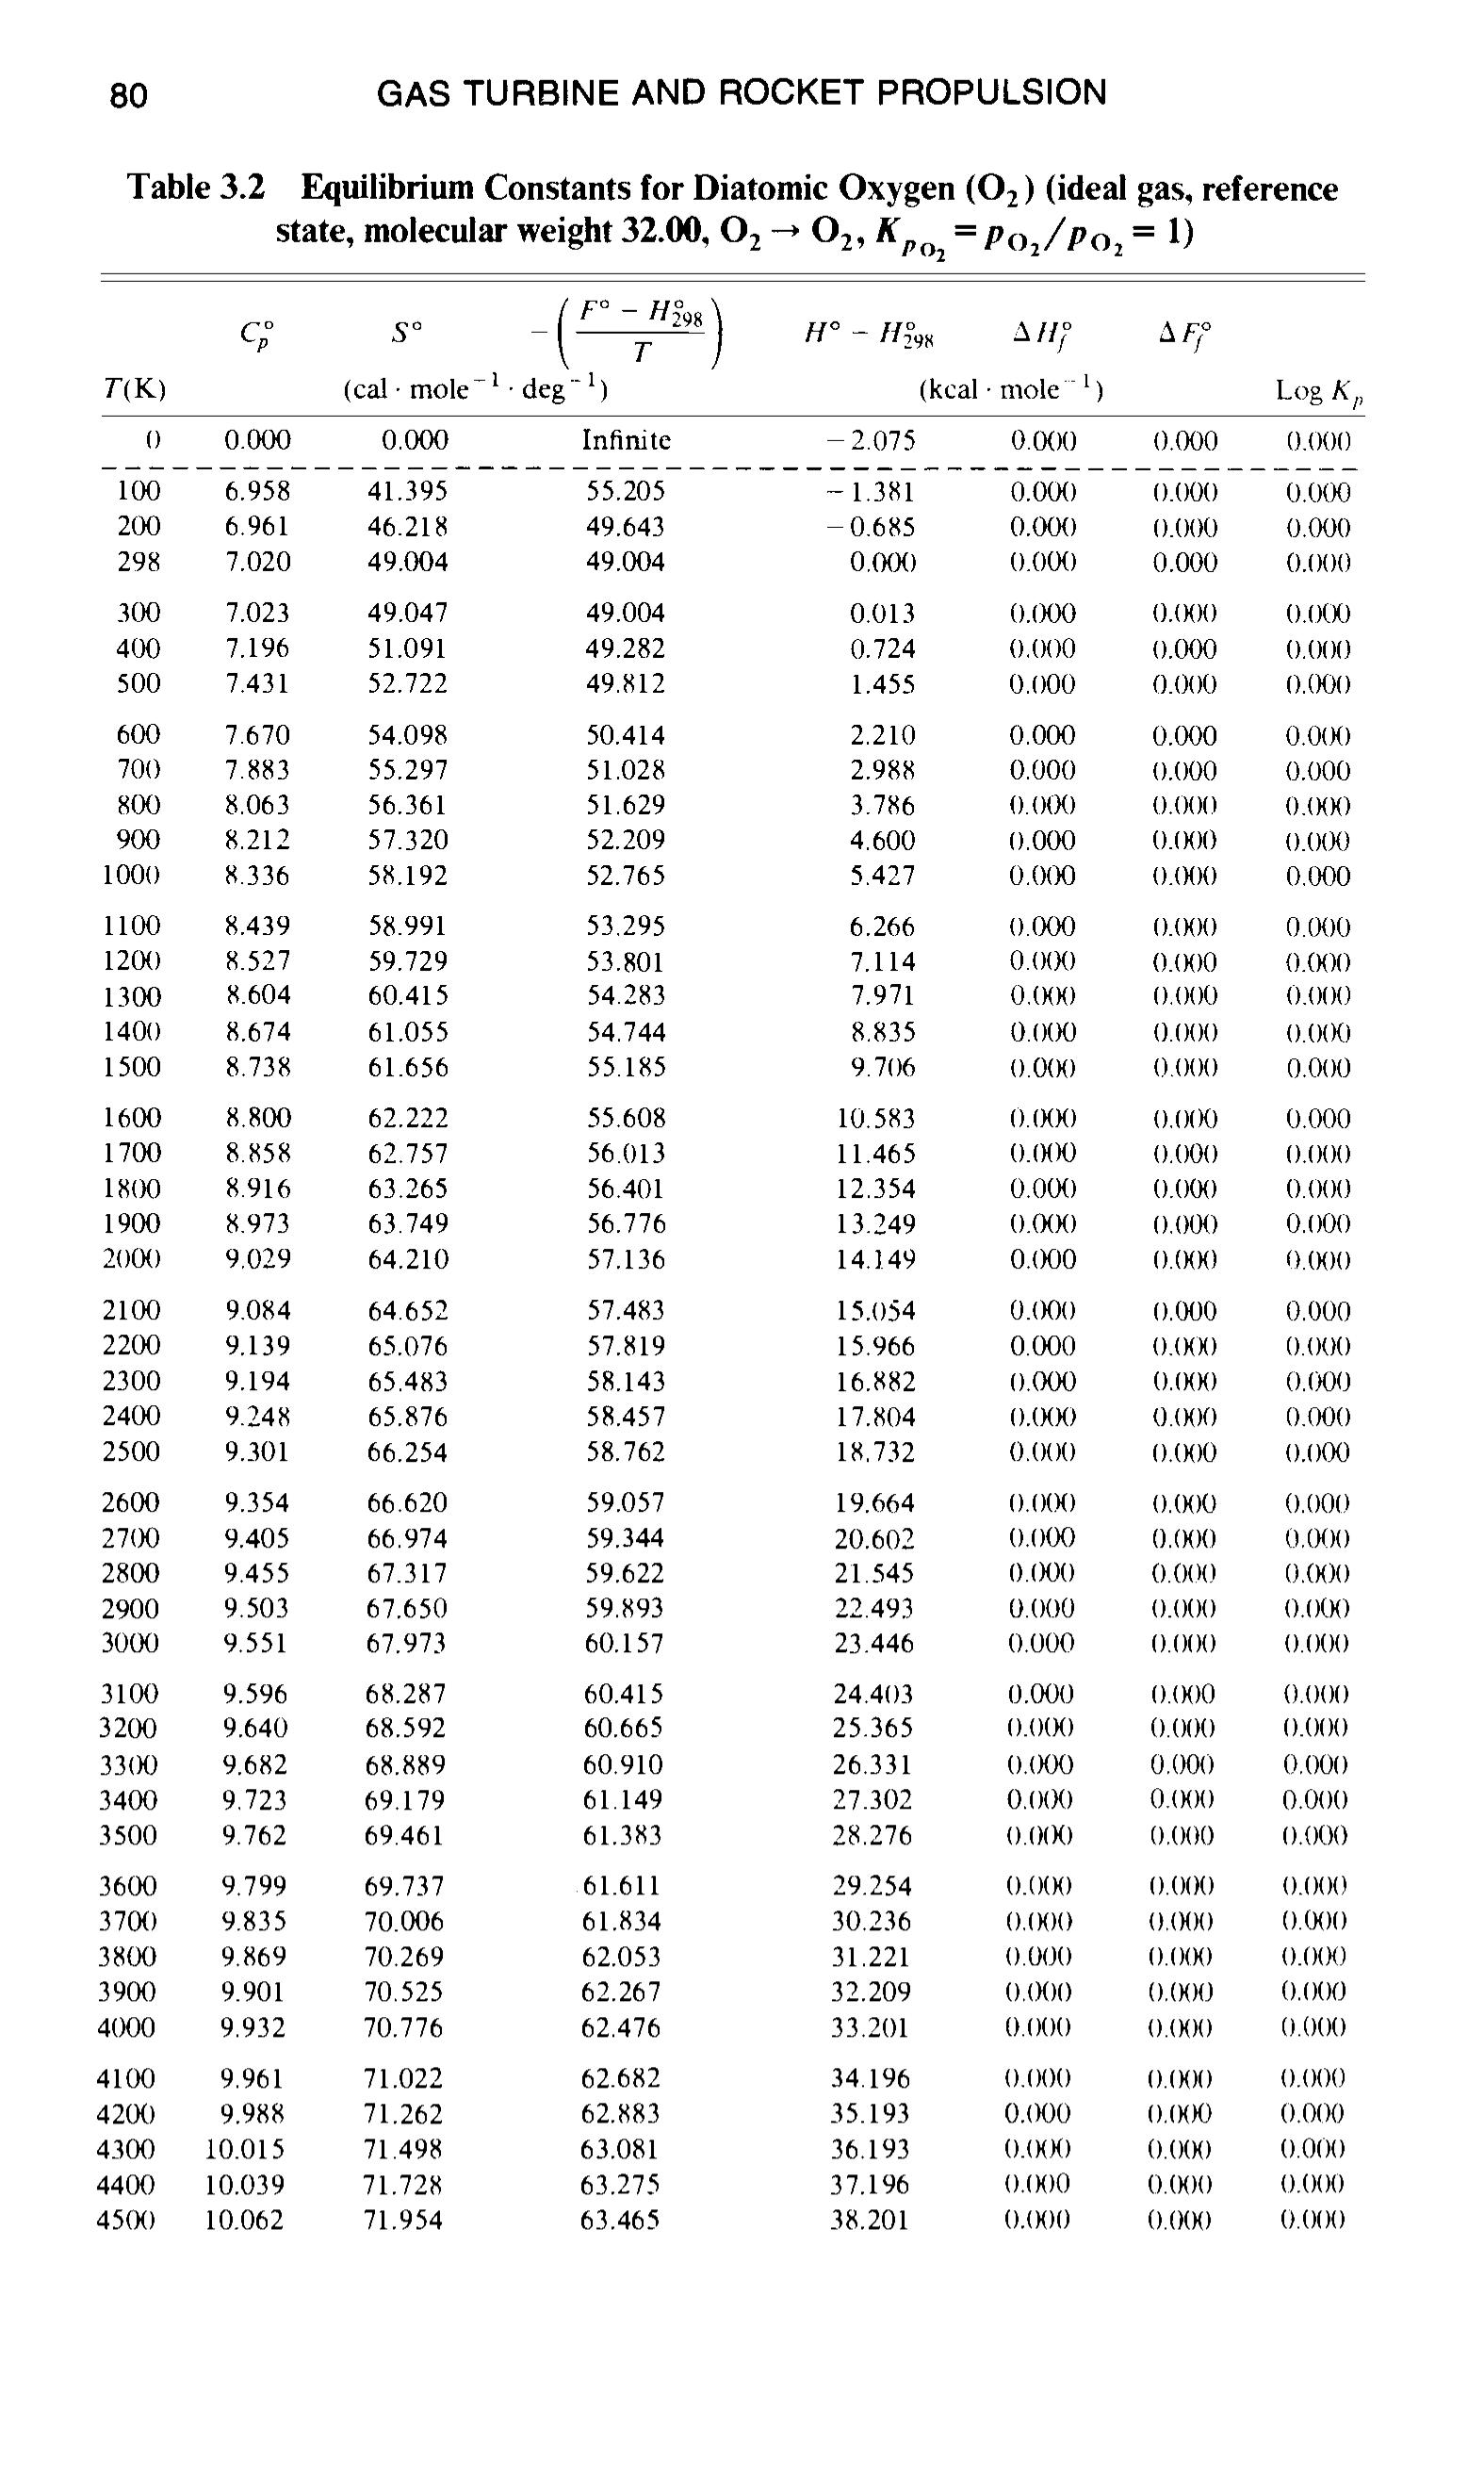 80 GAS TURBINE AND ROCKET PROPULSION
Table 3.2 Equilibrium Constants for Diatomic Oxygen (O₂) (ideal gas, reference
state, molecular weight 32.00, O₂ → O₂, K_pO₂ = p_O₂/p_O₂ = 1)
C°p S° −(F° − H°298 / T) H° − H°298 ΔH°f ΔF°f
T(K) (cal · mole⁻¹ · deg⁻¹) (kcal · mole⁻¹) Log Kp
0 0.000 0.000 Infinite −2.075 0.000 0.000 0.000
100 6.958 41.395 55.205 −1.381 0.000 0.000 0.000
200 6.961 46.218 49.643 −0.685 0.000 0.000 0.000
298 7.020 49.004 49.004 0.000 0.000 0.000 0.000
300 7.023 49.047 49.004 0.013 0.000 0.000 0.000
400 7.196 51.091 49.282 0.724 0.000 0.000 0.000
500 7.431 52.722 49.812 1.455 0.000 0.000 0.000
600 7.670 54.098 50.414 2.210 0.000 0.000 0.000
700 7.883 55.297 51.028 2.988 0.000 0.000 0.000
800 8.063 56.361 51.629 3.786 0.000 0.000 0.000
900 8.212 57.320 52.209 4.600 0.000 0.000 0.000
1000 8.336 58.192 52.765 5.427 0.000 0.000 0.000
1100 8.439 58.991 53.295 6.266 0.000 0.000 0.000
1200 8.527 59.729 53.801 7.114 0.000 0.000 0.000
1300 8.604 60.415 54.283 7.971 0.000 0.000 0.000
1400 8.674 61.055 54.744 8.835 0.000 0.000 0.000
1500 8.738 61.656 55.185 9.706 0.000 0.000 0.000
1600 8.800 62.222 55.608 10.583 0.000 0.000 0.000
1700 8.858 62.757 56.013 11.465 0.000 0.000 0.000
1800 8.916 63.265 56.401 12.354 0.000 0.000 0.000
1900 8.973 63.749 56.776 13.249 0.000 0.000 0.000
2000 9.029 64.210 57.136 14.149 0.000 0.000 0.000
2100 9.084 64.652 57.483 15.054 0.000 0.000 0.000
2200 9.139 65.076 57.819 15.966 0.000 0.000 0.000
2300 9.194 65.483 58.143 16.882 0.000 0.000 0.000
2400 9.248 65.876 58.457 17.804 0.000 0.000 0.000
2500 9.301 66.254 58.762 18.732 0.000 0.000 0.000
2600 9.354 66.620 59.057 19.664 0.000 0.000 0.000
2700 9.405 66.974 59.344 20.602 0.000 0.000 0.000
2800 9.455 67.317 59.622 21.545 0.000 0.000 0.000
2900 9.503 67.650 59.893 22.493 0.000 0.000 0.000
3000 9.551 67.973 60.157 23.446 0.000 0.000 0.000
3100 9.596 68.287 60.415 24.403 0.000 0.000 0.000
3200 9.640 68.592 60.665 25.365 0.000 0.000 0.000
3300 9.682 68.889 60.910 26.331 0.000 0.000 0.000
3400 9.723 69.179 61.149 27.302 0.000 0.000 0.000
3500 9.762 69.461 61.383 28.276 0.000 0.000 0.000
3600 9.799 69.737 61.611 29.254 0.000 0.000 0.000
3700 9.835 70.006 61.834 30.236 0.000 0.000 0.000
3800 9.869 70.269 62.053 31.221 0.000 0.000 0.000
3900 9.901 70.525 62.267 32.209 0.000 0.000 0.000
4000 9.932 70.776 62.476 33.201 0.000 0.000 0.000
4100 9.961 71.022 62.682 34.196 0.000 0.000 0.000
4200 9.988 71.262 62.883 35.193 0.000 0.000 0.000
4300 10.015 71.498 63.081 36.193 0.000 0.000 0.000
4400 10.039 71.728 63.275 37.196 0.000 0.000 0.000
4500 10.062 71.954 63.465 38.201 0.000 0.000 0.000